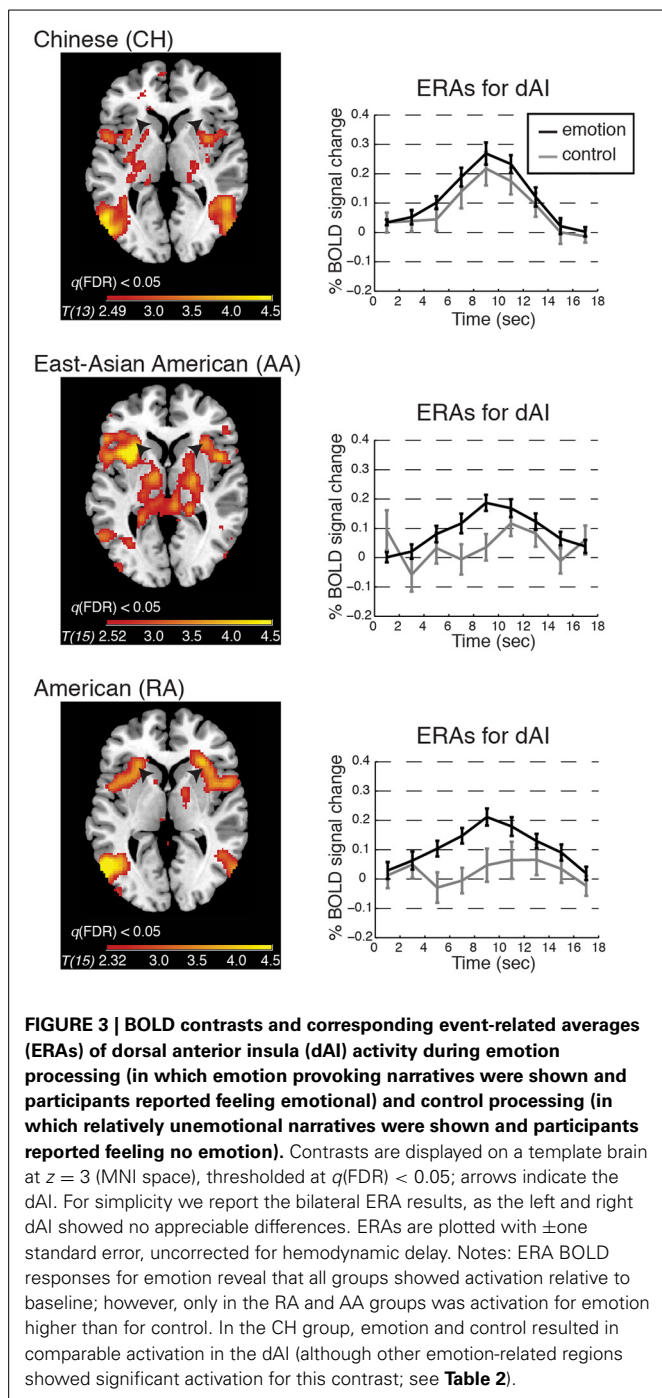 Chinese (CH)
q(FDR) < 0.05
T(13) 2.49 3.0 3.5 4.0 4.5
ERAs for dAI
emotion
control
% BOLD signal change
0.4
0.3
0.2
0.1
0
−0.1
−0.2
0 2 4 6 8 10 12 14 16 18
Time (sec)
East-Asian American (AA)
q(FDR) < 0.05
T(15) 2.52 3.0 3.5 4.0 4.5
ERAs for dAI
% BOLD signal change
0.4
0.3
0.2
0.1
0
−0.1
−0.2
0 2 4 6 8 10 12 14 16 18
Time (sec)
American (RA)
q(FDR) < 0.05
T(15) 2.32 3.0 3.5 4.0 4.5
ERAs for dAI
% BOLD signal change
0.4
0.3
0.2
0.1
0
−0.1
−0.2
0 2 4 6 8 10 12 14 16 18
Time (sec)
FIGURE 3 | BOLD contrasts and corresponding event-related averages
(ERAs) of dorsal anterior insula (dAI) activity during emotion
processing (in which emotion provoking narratives were shown and
participants reported feeling emotional) and control processing (in
which relatively unemotional narratives were shown and participants
reported feeling no emotion). Contrasts are displayed on a template brain
at z = 3 (MNI space), thresholded at q(FDR) < 0.05; arrows indicate the
dAI. For simplicity we report the bilateral ERA results, as the left and right
dAI showed no appreciable differences. ERAs are plotted with ±one
standard error, uncorrected for hemodynamic delay. Notes: ERA BOLD
responses for emotion reveal that all groups showed activation relative to
baseline; however, only in the RA and AA groups was activation for emotion
higher than for control. In the CH group, emotion and control resulted in
comparable activation in the dAI (although other emotion-related regions
showed significant activation for this contrast; see Table 2).